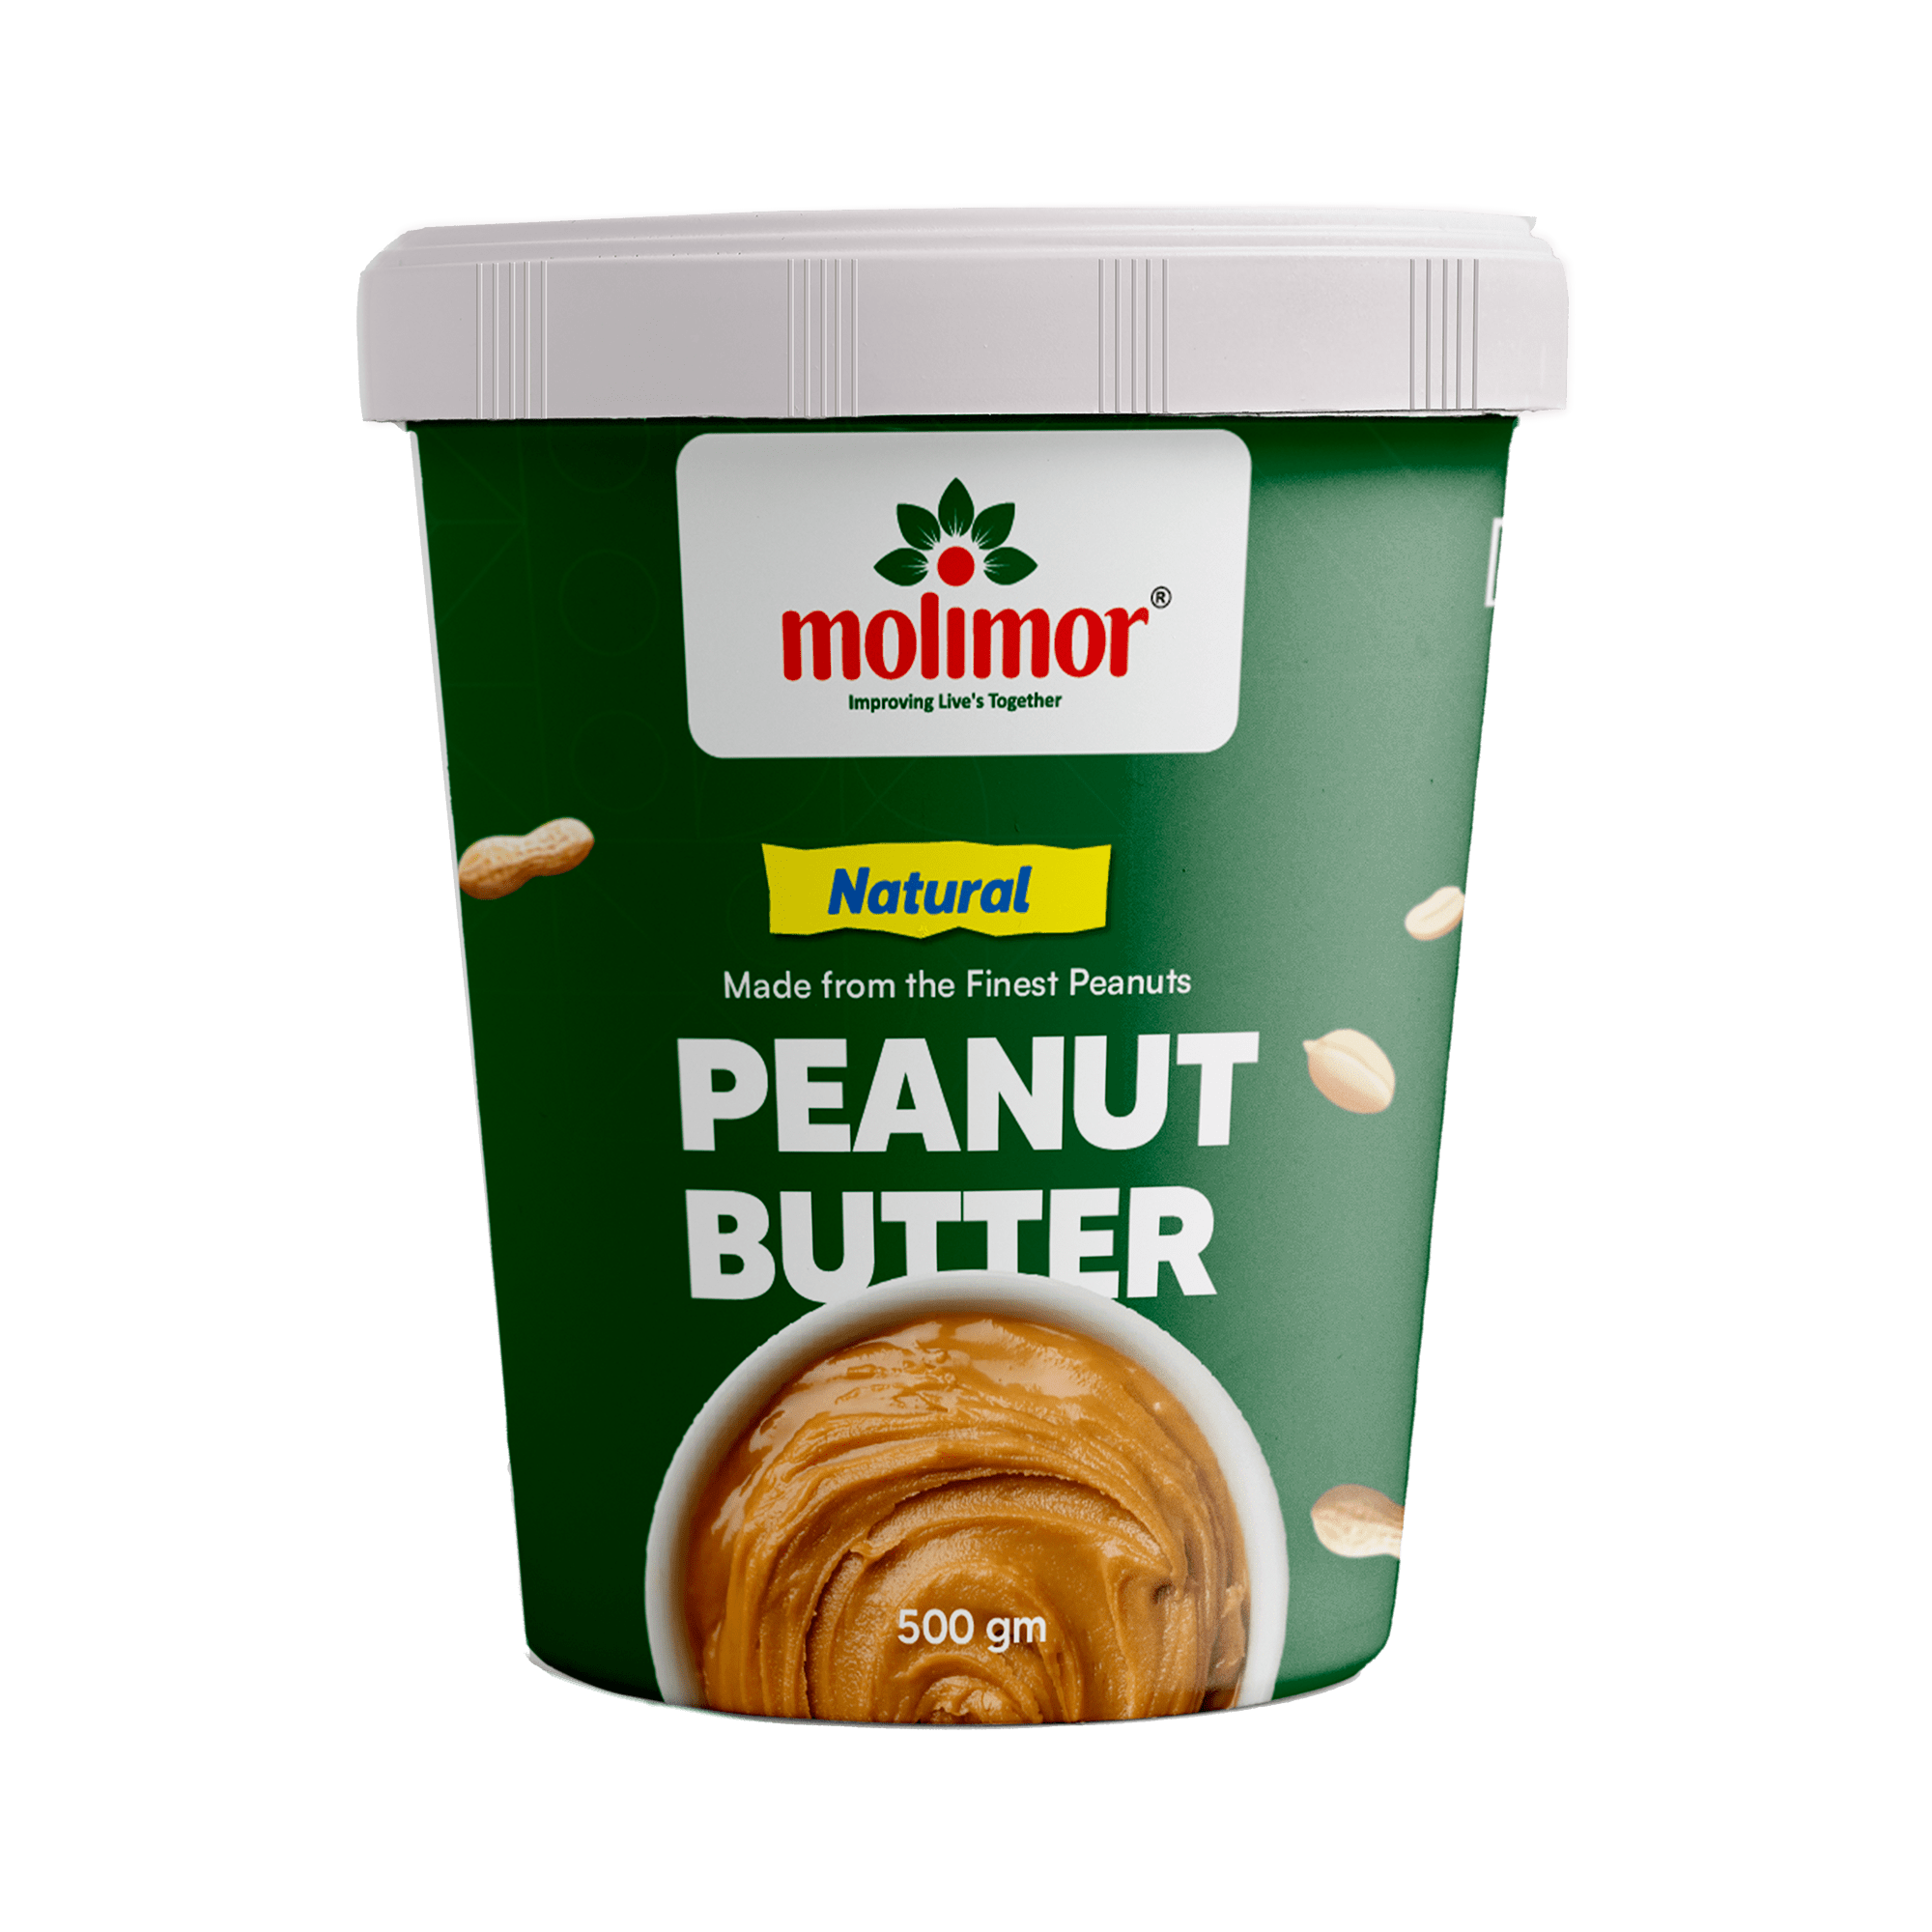 molimor®
Improving Live's Together
Natural
Made from the Finest Peanuts
PEANUT
BUTTER
500 gm